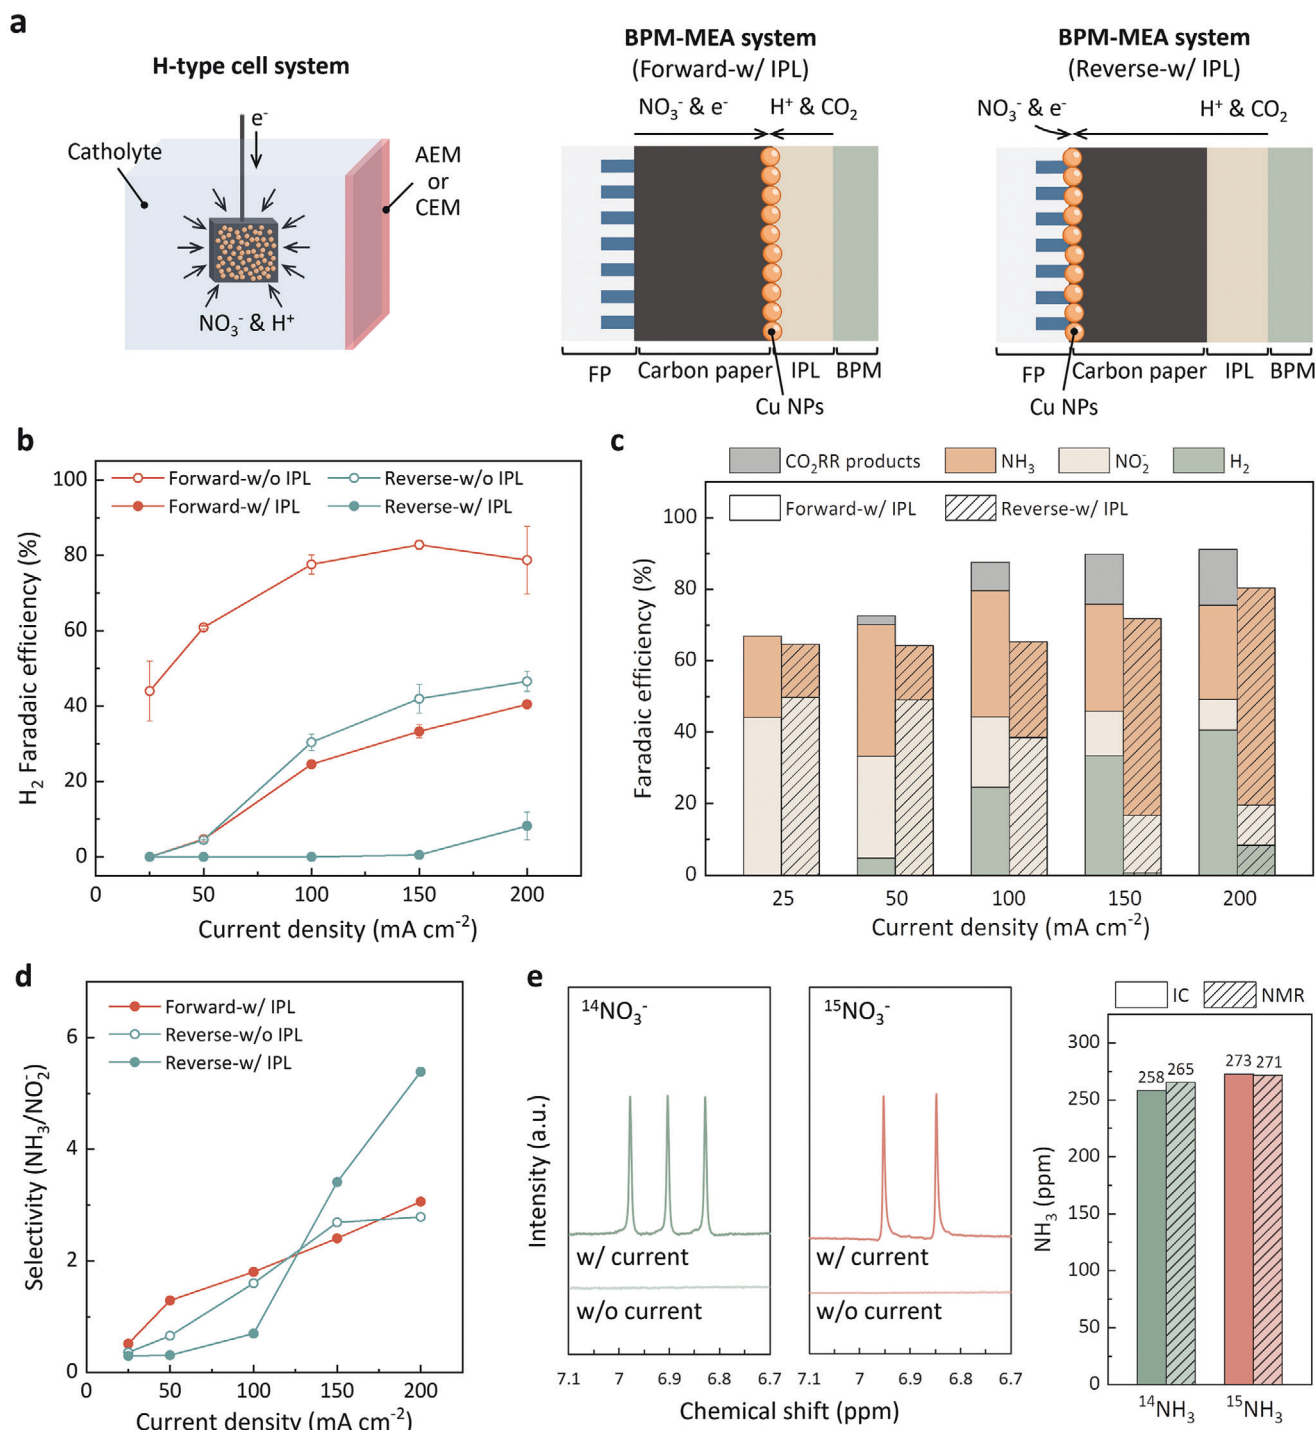 a
H-type cell system
e⁻
Catholyte
AEM
or
CEM
NO₃⁻ & H⁺
BPM-MEA system
(Forward-w/ IPL)
NO₃⁻ & e⁻
H⁺ & CO₂
FP
Carbon paper
IPL
BPM
Cu NPs
BPM-MEA system
(Reverse-w/ IPL)
NO₃⁻ & e⁻
H⁺ & CO₂
FP
Carbon paper
IPL
BPM
Cu NPs
b
Forward-w/o IPL
Reverse-w/o IPL
Forward-w/ IPL
Reverse-w/ IPL
H₂ Faradaic efficiency (%)
100
80
60
40
20
0
0 50 100 150 200
Current density (mA cm⁻²)
c
CO₂RR products
NH₃
NO₂⁻
H₂
Forward-w/ IPL
Reverse-w/ IPL
Faradaic efficiency (%)
100
80
60
40
20
0
25 50 100 150 200
Current density (mA cm⁻²)
d
Forward-w/ IPL
Reverse-w/o IPL
Reverse-w/ IPL
Selectivity (NH₃/NO₂⁻)
6
4
2
0
0 50 100 150 200
Current density (mA cm⁻²)
e
Intensity (a.u.)
¹⁴NO₃⁻
w/ current
w/o current
7.1 7 6.9 6.8 6.7
¹⁵NO₃⁻
w/ current
w/o current
7.1 7 6.9 6.8 6.7
Chemical shift (ppm)
IC
NMR
NH₃ (ppm)
300
250
200
150
100
50
0
258 265 273 271
¹⁴NH₃ ¹⁵NH₃